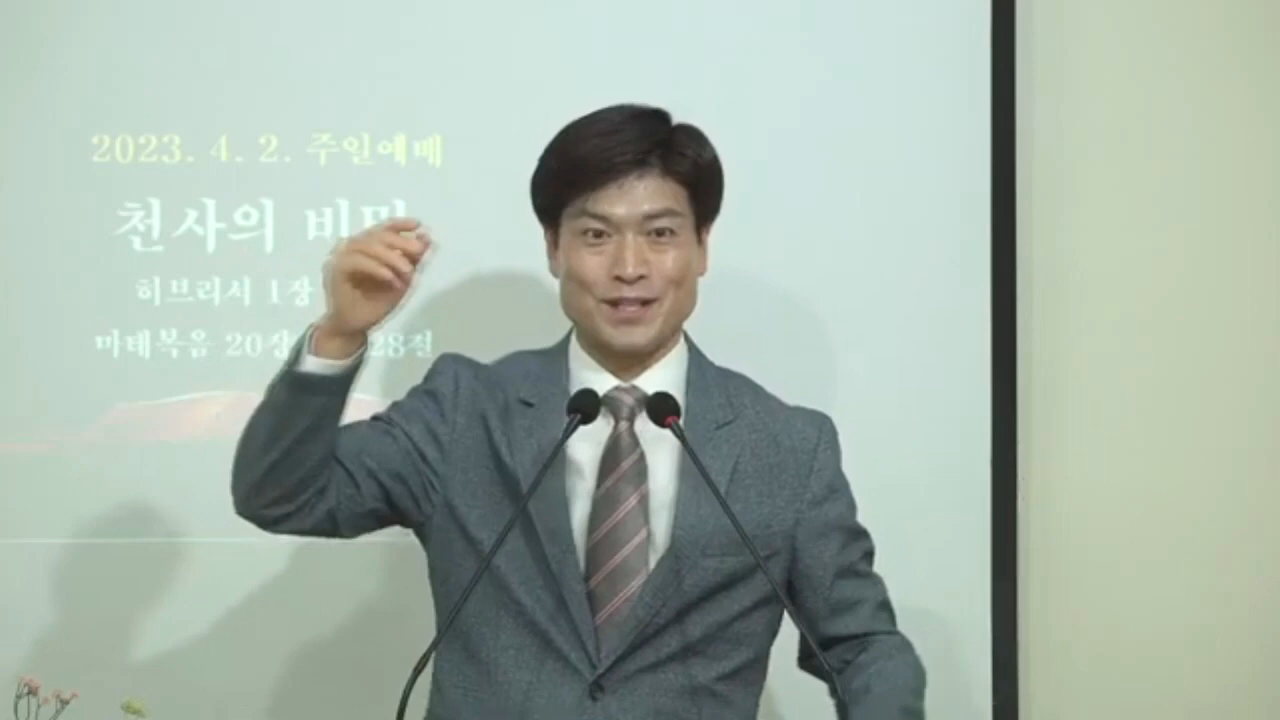 2023. 4. 2. 주일예배
천사의
히브리서 1장
마태복음 20장 28절